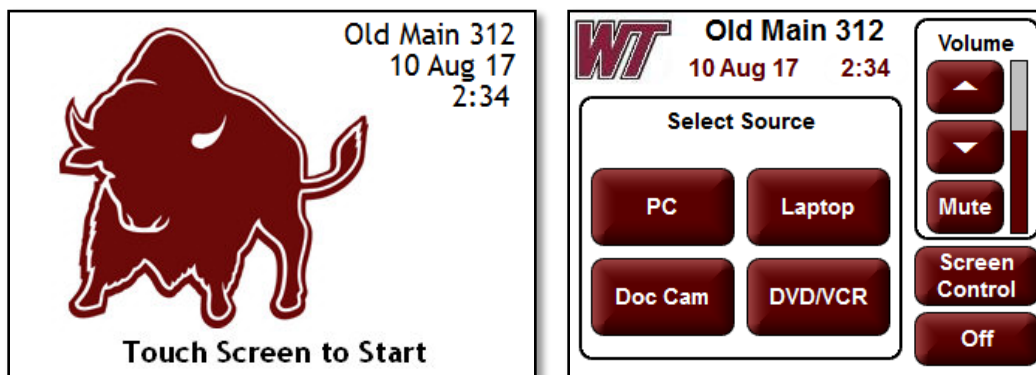 Old Main 312
10 Aug 17
2:34
Touch Screen to Start
WT
Old Main 312
10 Aug 17 2:34
Select Source
PC Laptop
Doc Cam DVD/VCR
Volume
Mute
Screen
Control
Off